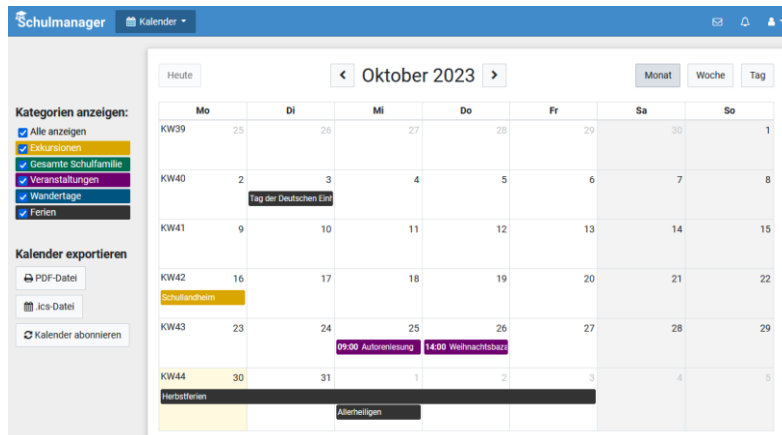 Schulmanager Kalender
Heute Oktober 2023 Monat Woche Tag
Kategorien anzeigen:
Alle anzeigen
Exkursionen
Gesamte Schulfamilie
Veranstaltungen
Wandertage
Ferien
Kalender exportieren
PDF-Datei
.ics-Datei
Kalender abonnieren
Mo Di Mi Do Fr Sa So
KW39 25 26 27 28 29 30 1
KW40 2 3 4 5 6 7 8
Tag der Deutschen Einh
KW41 9 10 11 12 13 14 15
KW42 16 17 18 19 20 21 22
Schullandheim
KW43 23 24 25 26 27 28 29
09:00 Autorenlesung 14:00 Weihnachtsbaza
KW44 30 31 1 2 3 4 5
Herbstferien
Allerheiligen